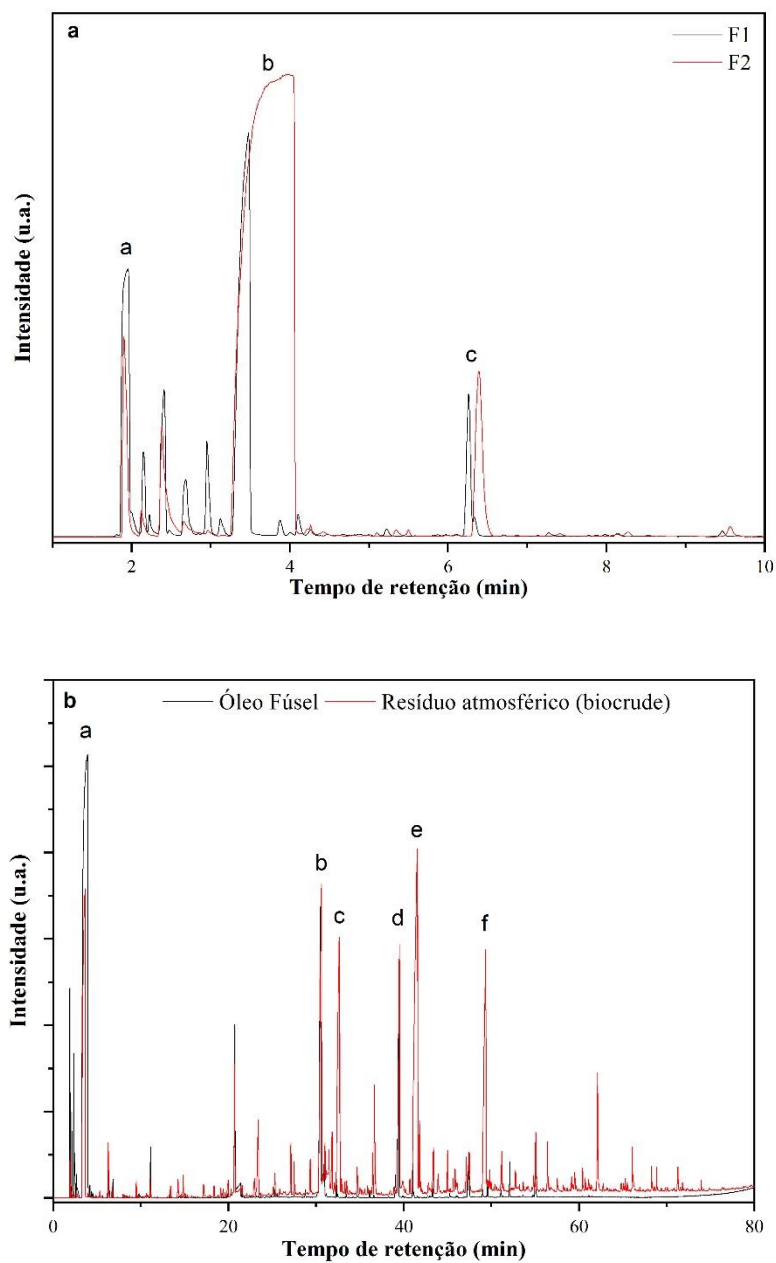 a
F1
F2
b
a
c
Intensidade (u.a.)
2 4 6 8 10
Tempo de retenção (min)
b
Óleo Fúsel Resíduo atmosférico (biocrude)
a
e
b
c
d
f
Intensidade (u.a.)
0 20 40 60 80
Tempo de retenção (min)